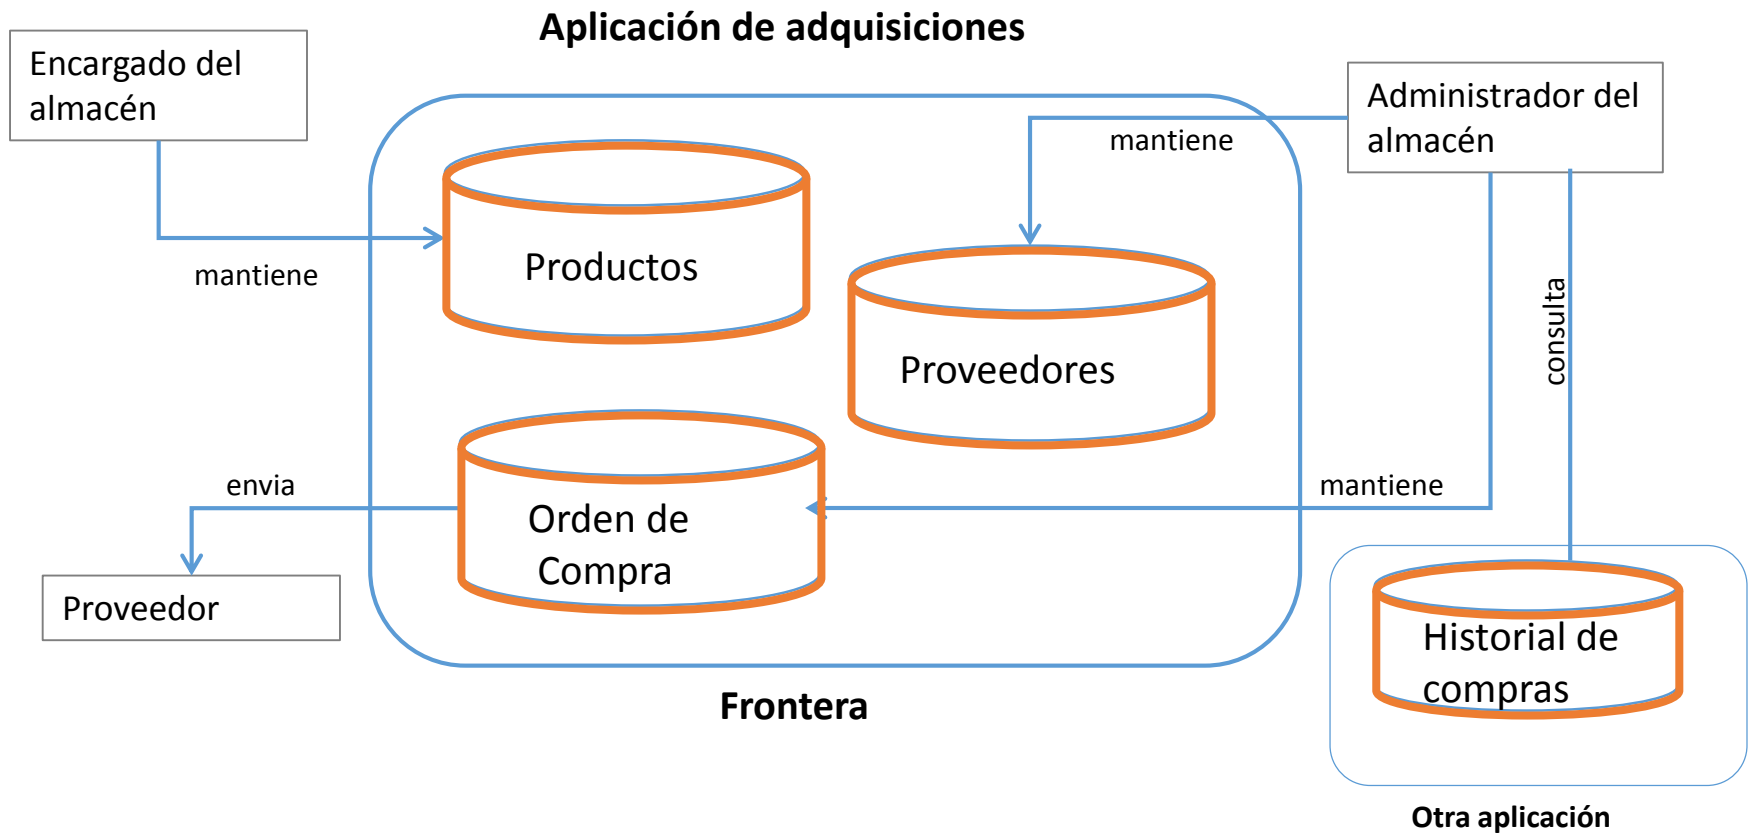 Aplicación de adquisiciones
Encargado del
almacén
Administrador del
almacén
mantiene
Productos
mantiene
consulta
Proveedores
envia
mantiene
Orden de
Compra
Proveedor
Historial de
compras
Frontera
Otra aplicación